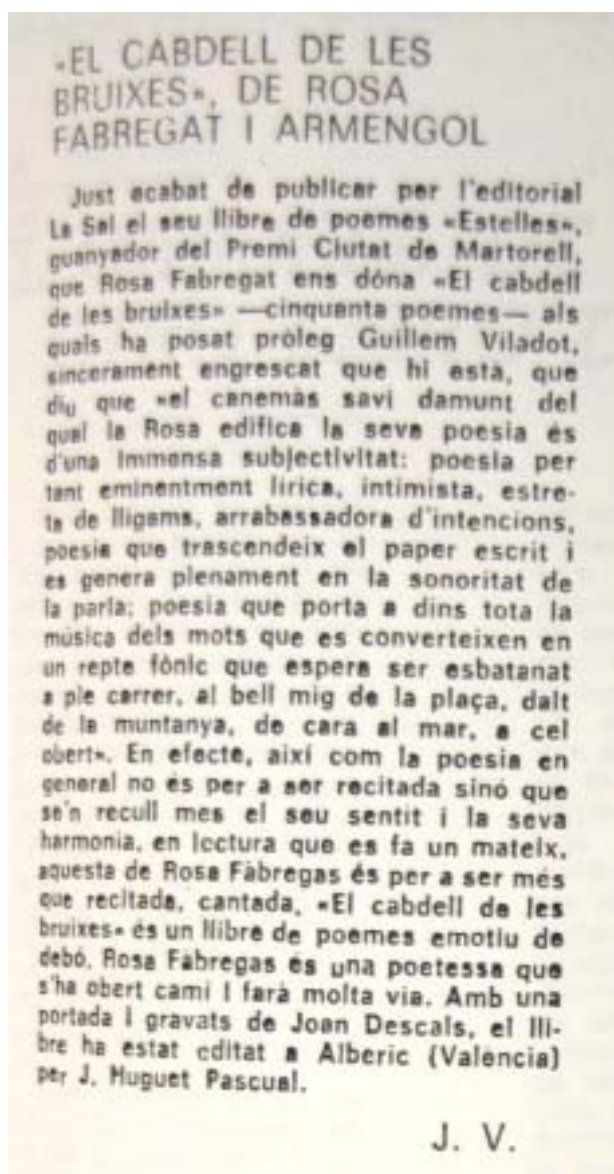 «EL CABDELL DE LES
BRUIXES», DE ROSA
FABREGAT I ARMENGOL
Just acabat de publicar per l'editorial
La Sal el seu llibre de poemes «Estelles»,
guanyador del Premi Ciutat de Martorell,
que Rosa Fabregat ens dóna «El cabdell
de les bruixes» —cinquanta poemes— als
quals ha posat pròleg Guillem Viladot,
sincerament engrescat que hi està, que
diu que «el canemàs savi damunt del
qual la Rosa edifica la seva poesia és
d'una immensa subjectivitat: poesia per
tant eminentment lírica, intimista, estre-
ta de lligams, arrabassadora d'intencions,
poesia que trascendeix el paper escrit i
es genera plenament en la sonoritat de
la parla; poesia que porta a dins tota la
música dels mots que es converteixen en
un repte fònic que espera ser esbatanat
a ple carrer, al bell mig de la plaça, dalt
de la muntanya, de cara al mar, a cel
obert». En efecte, així com la poesia en
general no és per a ser recitada sinó que
se'n recull mes el seu sentit i la seva
harmonia, en lectura que es fa un mateix,
aquesta de Rosa Fàbregas és per a ser més
que recitada, cantada. «El cabdell de les
bruixes» és un llibre de poemes emotiu de
debó. Rosa Fàbregas és una poetessa que
s'ha obert camí i farà molta via. Amb una
portada i gravats de Joan Descals, el lli-
bre ha estat editat a Alberic (València)
per J. Huguet Pascual.
J. V.